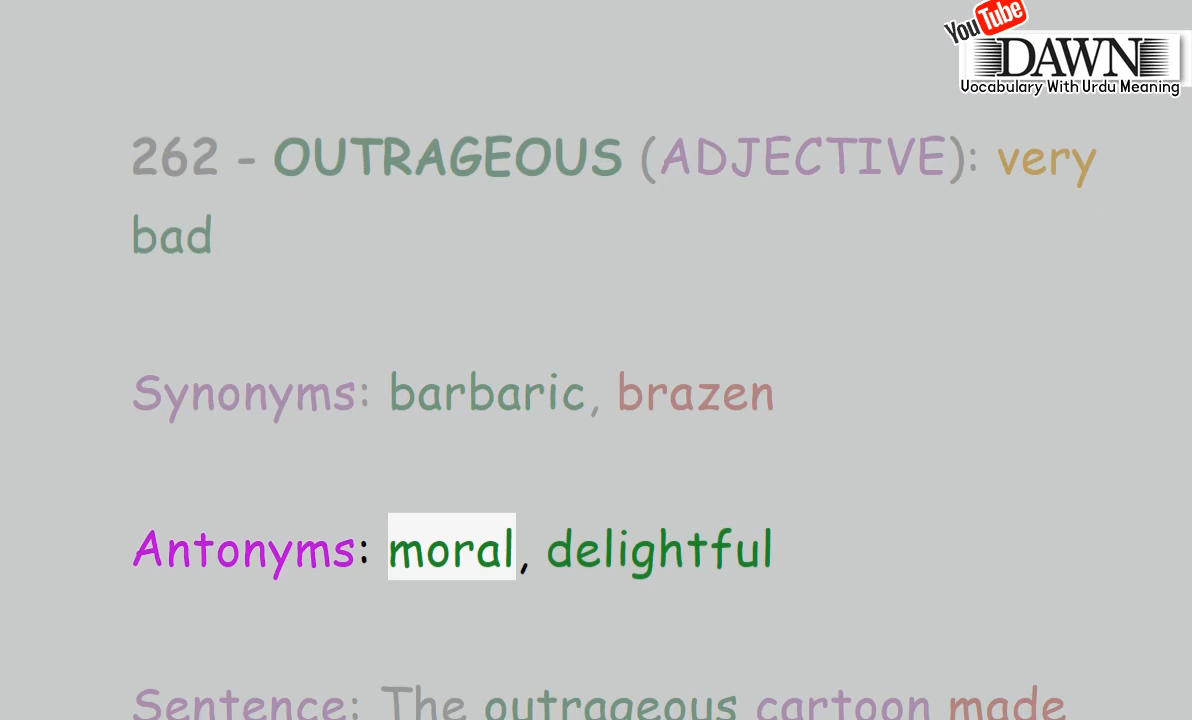 YouTube
DAWN
Vocabulary With Urdu Meaning
262 - OUTRAGEOUS (ADJECTIVE): very
bad
Synonyms: barbaric, brazen
Antonyms: moral, delightful
Sentence: The outrageous cartoon made